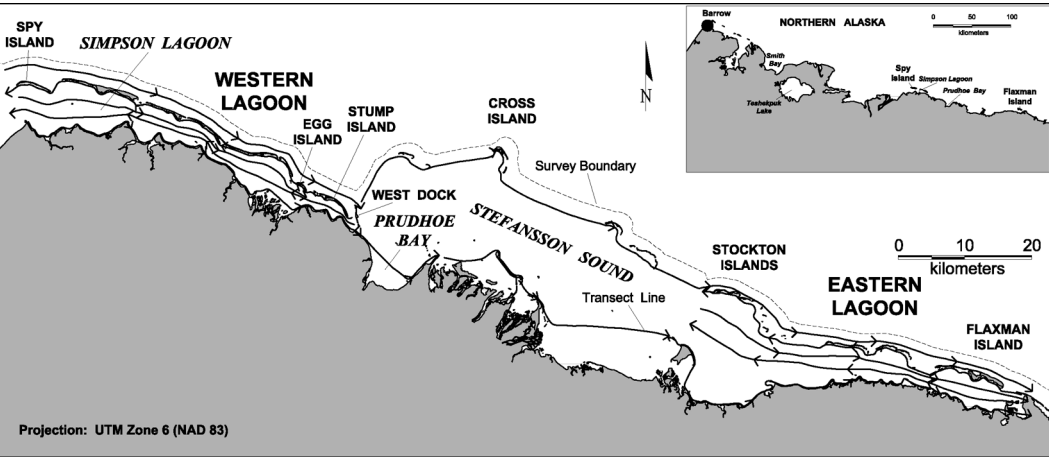 SPY
ISLAND
SIMPSON LAGOON
WESTERN
LAGOON
EGG
ISLAND
STUMP
ISLAND
CROSS
ISLAND
N
Survey Boundary
WEST DOCK
PRUDHOE
BAY
STEFANSSON SOUND
Transect Line
STOCKTON
ISLANDS
0 10 20
kilometers
EASTERN
LAGOON
FLAXMAN
ISLAND
Projection: UTM Zone 6 (NAD 83)
Barrow
NORTHERN ALASKA
0 50 100
kilometers
Smith
Bay
Teshekpuk
Lake
Spy
Island
Simpson Lagoon
Prudhoe Bay
Flaxman
Island